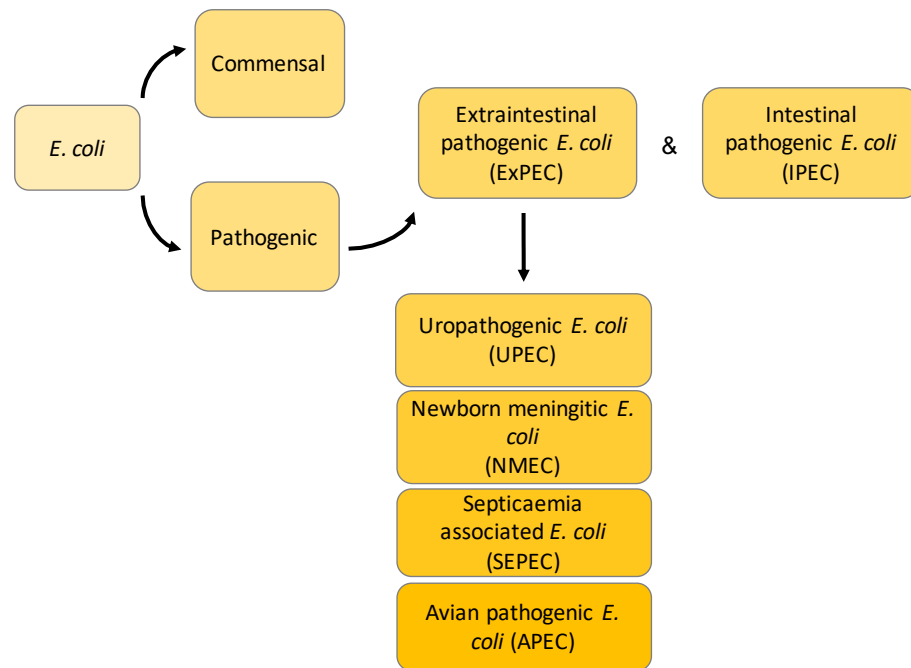 Commensal
E. coli
Pathogenic
Extraintestinal
pathogenic E. coli
(ExPEC)
&
Intestinal
pathogenic E. coli
(IPEC)
Uropathogenic E. coli
(UPEC)
Newborn meningitic E.
coli
(NMEC)
Septicaemia
associated E. coli
(SEPEC)
Avian pathogenic E.
coli (APEC)